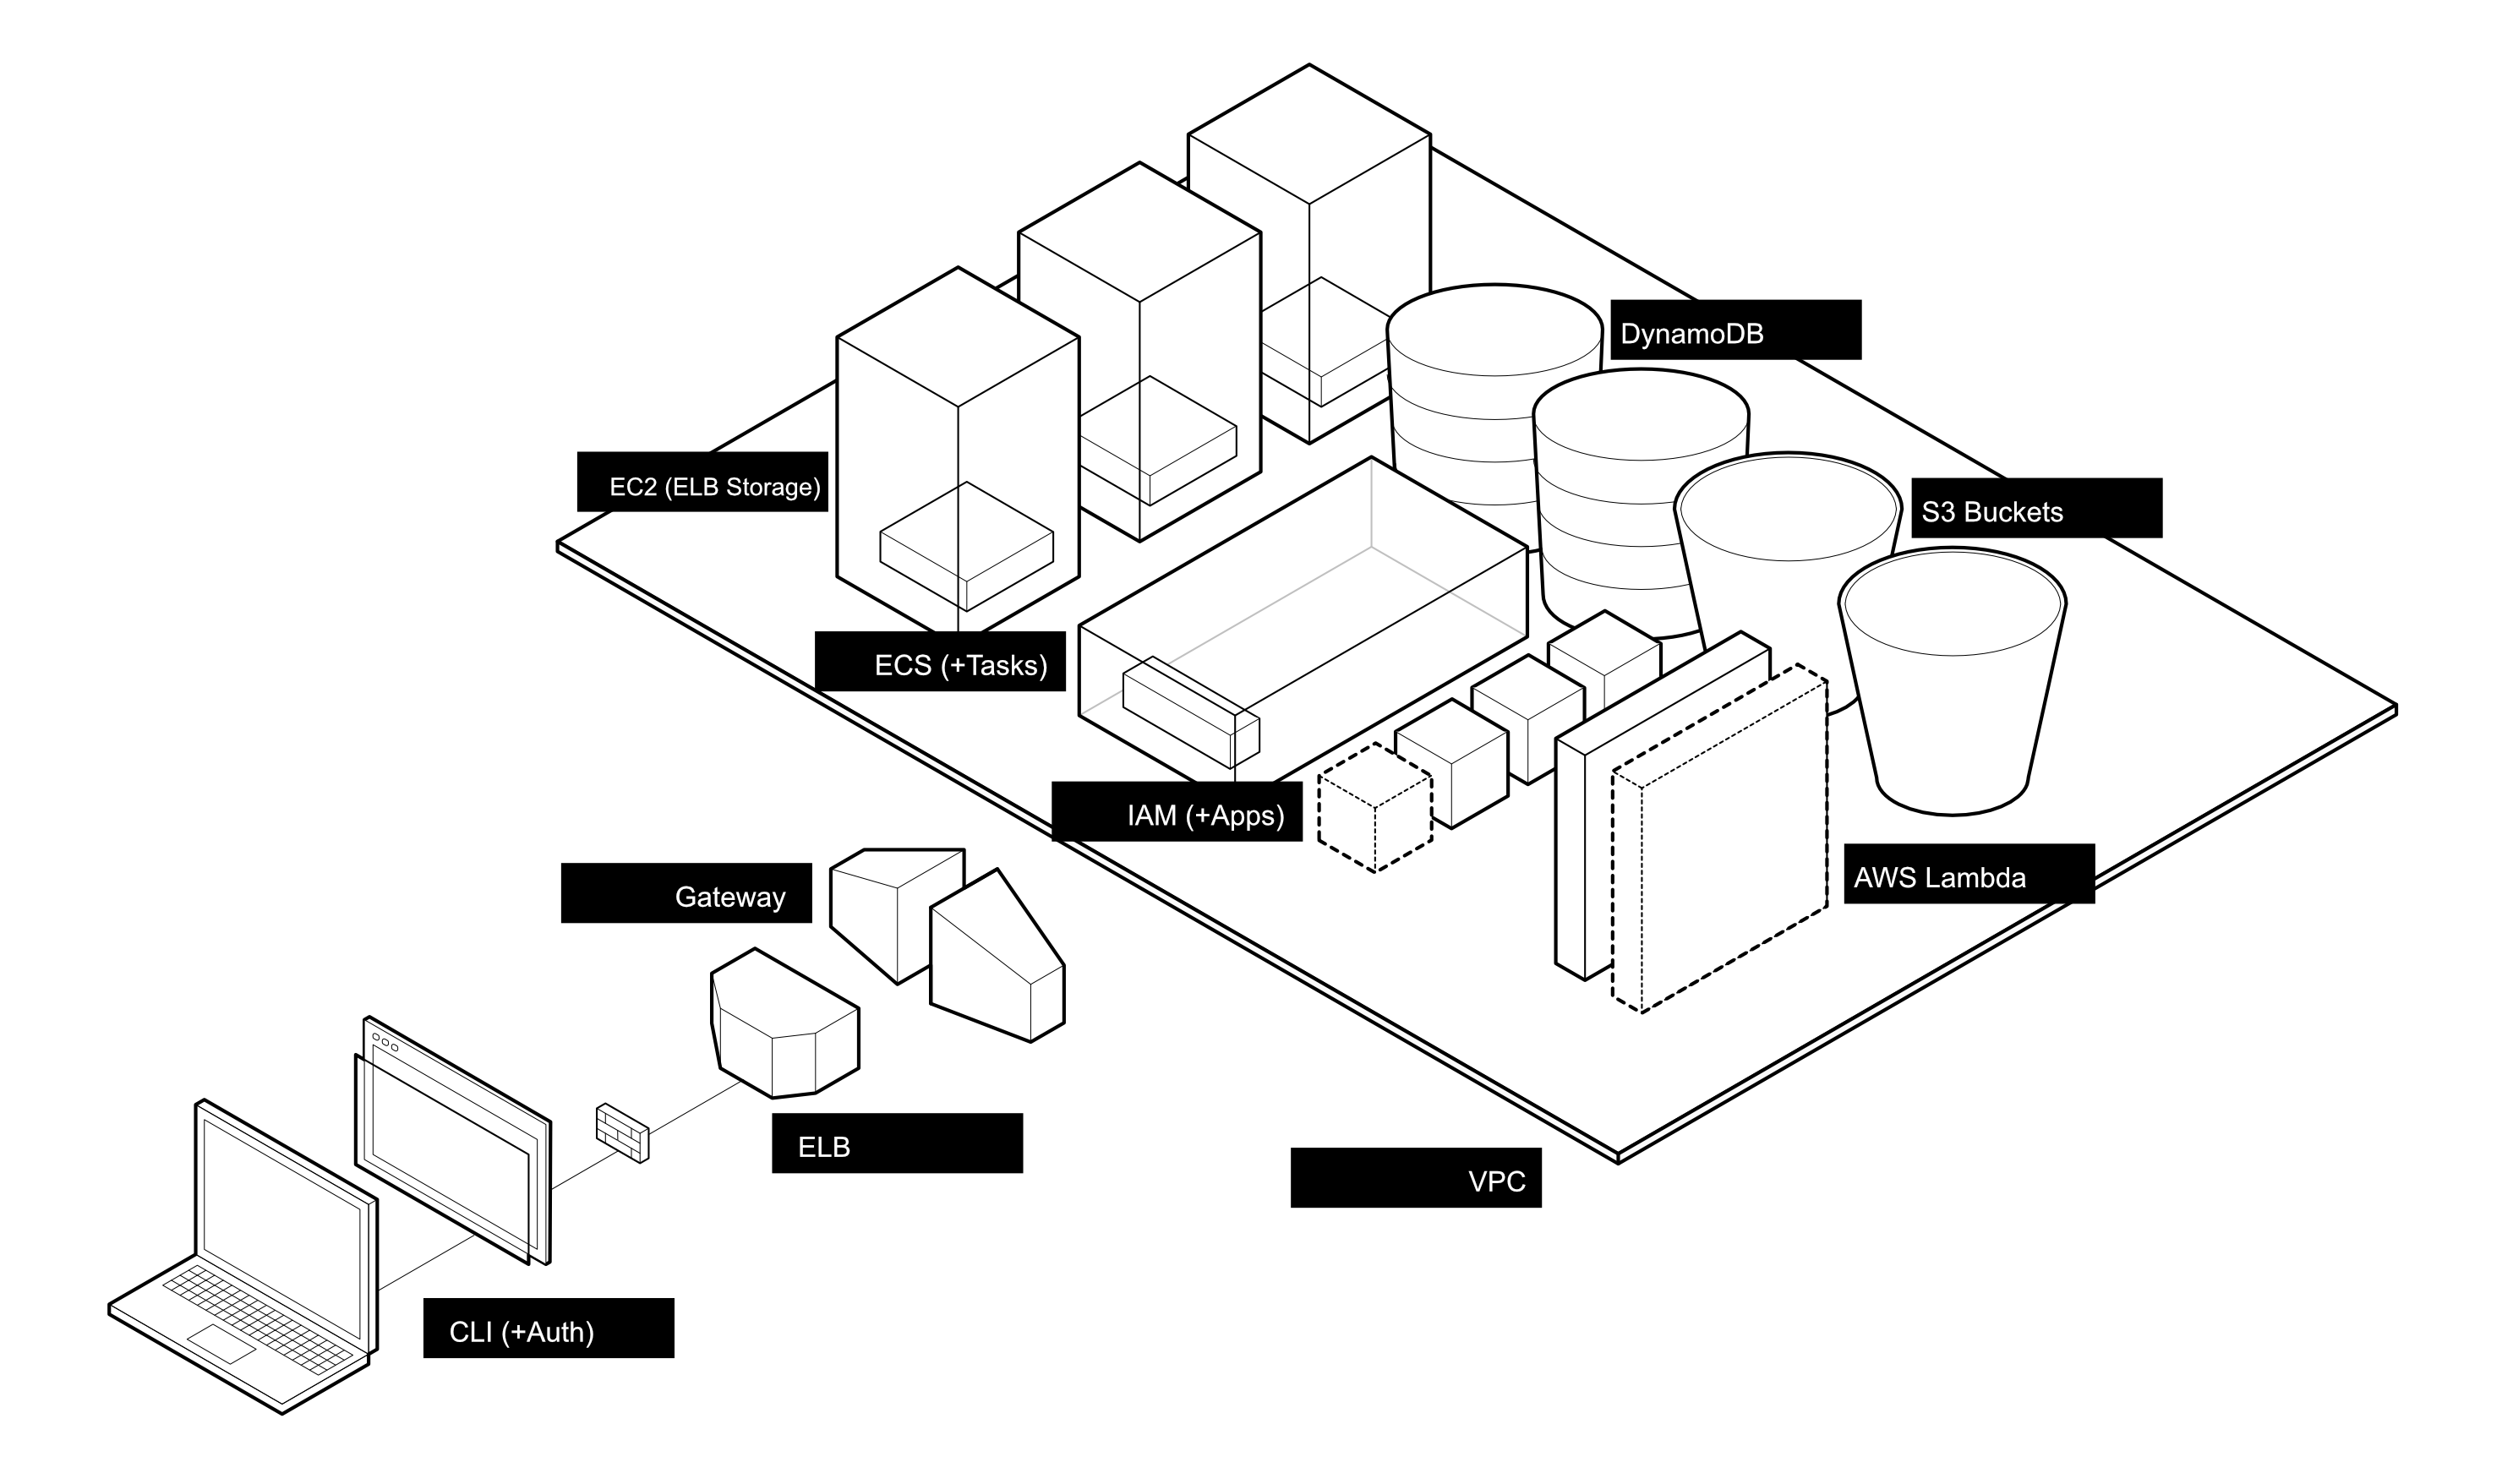 DynamoDB
EC2 (ELB Storage)
S3 Buckets
ECS (+Tasks)
IAM (+Apps)
AWS Lambda
Gateway
ELB
VPC
CLI (+Auth)